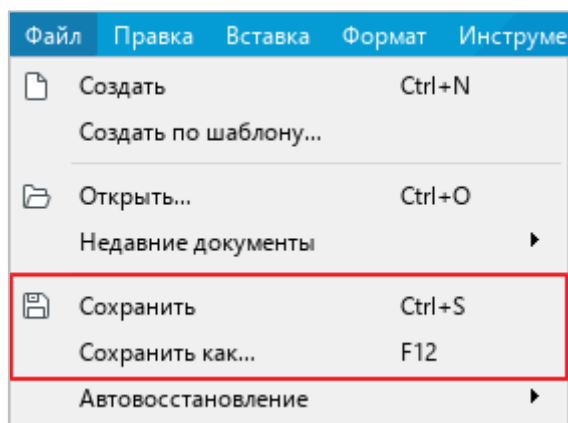 Файл Правка Вставка Формат Инструме
Создать Ctrl+N
Создать по шаблону...
Открыть... Ctrl+O
Недавние документы
Сохранить Ctrl+S
Сохранить как... F12
Автовосстановление